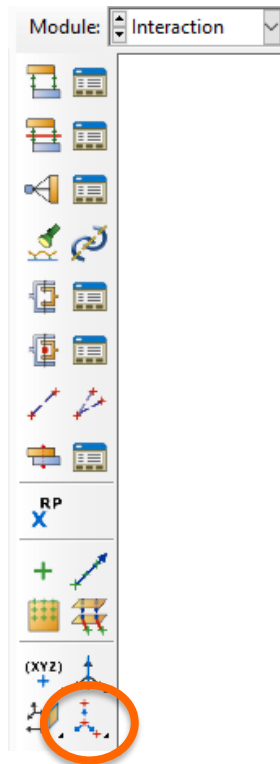 Module: Interaction
RP
X
(XYZ)